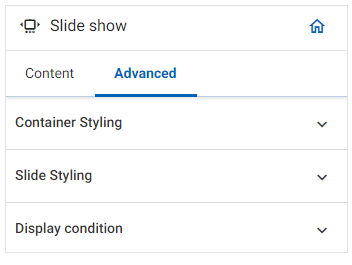 Slide show
Content Advanced
Container Styling
Slide Styling
Display condition